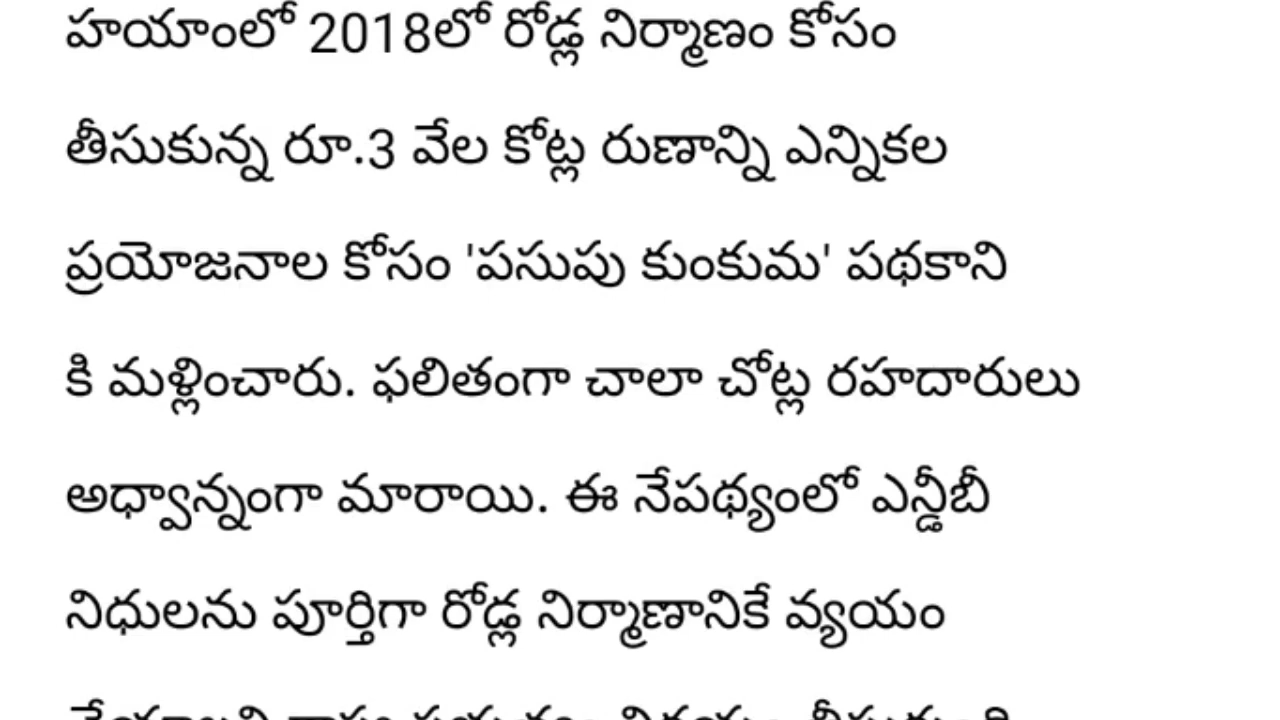 హయాంలో 2018లో రోడ్ల నిర్మాణం కోసం
తీసుకున్న రూ.3 వేల కోట్ల రుణాన్ని ఎన్నికల
ప్రయోజనాల కోసం 'పసుపు కుంకుమ' పథకాని
కి మళ్లించారు. ఫలితంగా చాలా చోట్ల రహదారులు
అధ్వాన్నంగా మారాయి. ఈ నేపథ్యంలో ఎన్డీబీ
నిధులను పూర్తిగా రోడ్ల నిర్మాణానికే వ్యయం